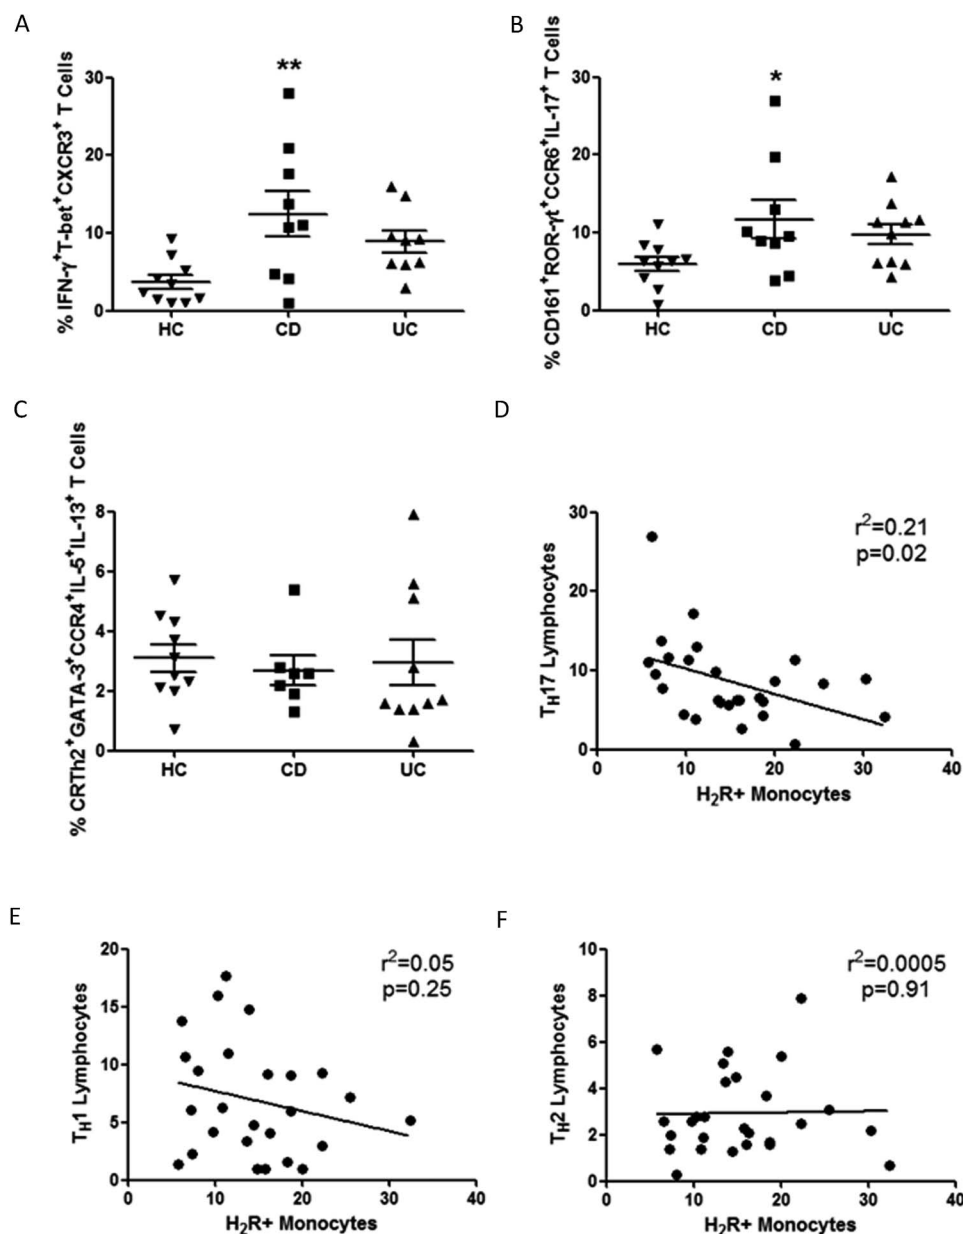 A
% IFN-γ⁺T-bet⁺CXCR3⁺ T Cells
30
20
10
0
**
HC
CD
UC
B
% CD161⁺ROR-γt⁺CCR6⁺IL-17⁺ T Cells
30
20
10
0
*
HC
CD
UC
C
% CRTh2⁺GATA-3⁺CCR4⁺IL-5⁺IL-13⁺ T Cells
8
6
4
2
0
HC
CD
UC
D
T_H17 Lymphocytes
30
20
10
0
r²=0.21
p=0.02
0
10
20
30
40
H₂R+ Monocytes
E
T_H1 Lymphocytes
20
15
10
5
0
r²=0.05
p=0.25
0
10
20
30
40
H₂R+ Monocytes
F
T_H2 Lymphocytes
10
8
6
4
2
0
r²=0.0005
p=0.91
0
10
20
30
40
H₂R+ Monocytes